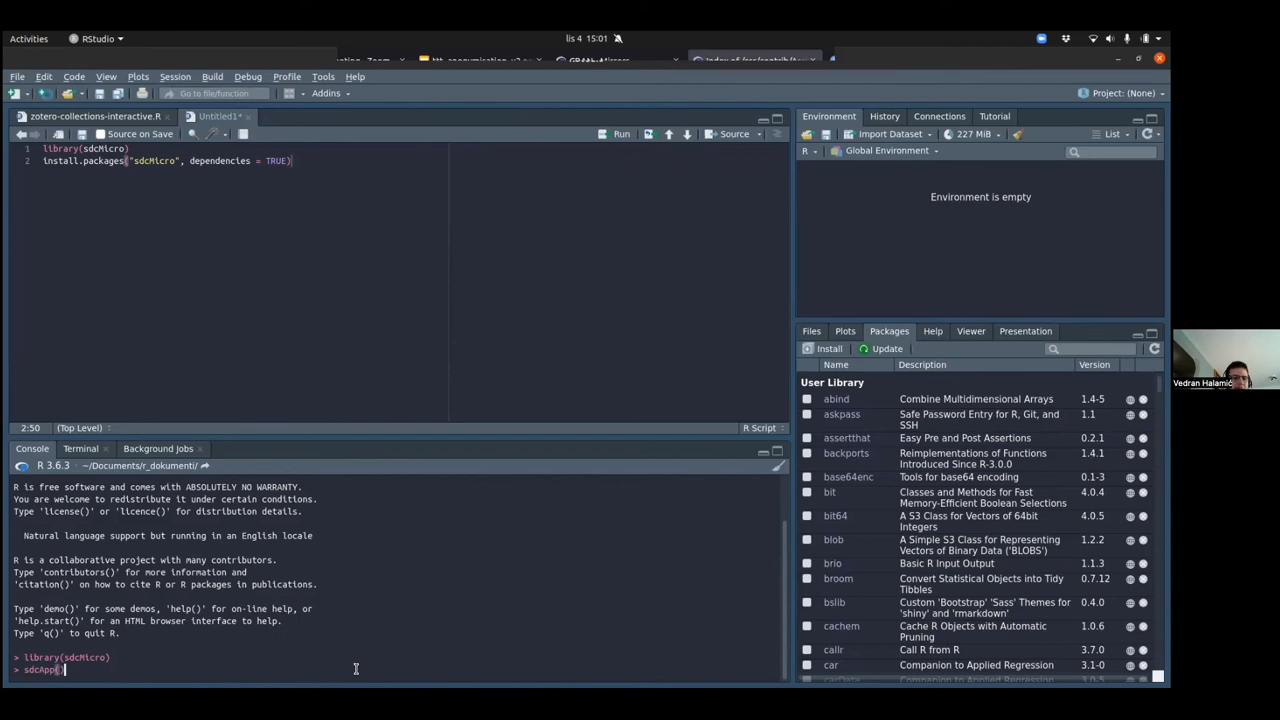 Activities
RStudio
lis 4 15:01
File Edit Code View Plots Session Build Debug Profile Tools Help
Go to file/function
Addins
Project: (None)
zotero-collections-interactive.R
Untitled1*
Source on Save
Run
Source
1 library(sdcMicro)
2 install.packages("sdcMicro", dependencies = TRUE)
2:50
(Top Level)
R Script
Console Terminal Background Jobs
R 3.6.3 · ~/Documents/r_dokumenti/
R is free software and comes with ABSOLUTELY NO WARRANTY.
You are welcome to redistribute it under certain conditions.
Type 'license()' or 'licence()' for distribution details.
Natural language support but running in an English locale
R is a collaborative project with many contributors.
Type 'contributors()' for more information and
'citation()' on how to cite R or R packages in publications.
Type 'demo()' for some demos, 'help()' for on-line help, or
'help.start()' for an HTML browser interface to help.
Type 'q()' to quit R.
> library(sdcMicro)
> sdcApp()
Environment History Connections Tutorial
Import Dataset
227 MiB
List
R
Global Environment
Environment is empty
Files Plots Packages Help Viewer Presentation
Install
Update
Name Description Version
User Library
abind Combine Multidimensional Arrays 1.4-5
askpass Safe Password Entry for R, Git, and 1.1
SSH
assertthat Easy Pre and Post Assertions 0.2.1
backports Reimplementations of Functions 1.4.1
Introduced Since R-3.0.0
base64enc Tools for base64 encoding 0.1-3
bit Classes and Methods for Fast 4.0.4
Memory-Efficient Boolean Selections
bit64 A S3 Class for Vectors of 64bit 4.0.5
Integers
blob A Simple S3 Class for Representing 1.2.2
Vectors of Binary Data ('BLOBS')
brio Basic R Input Output 1.1.3
broom Convert Statistical Objects into Tidy 0.7.12
Tibbles
bslib Custom 'Bootstrap' 'Sass' Themes for 0.4.0
'shiny' and 'rmarkdown'
cachem Cache R Objects with Automatic 1.0.6
Pruning
callr Call R from R 3.7.0
car Companion to Applied Regression 3.1-0
Vedran Halamić